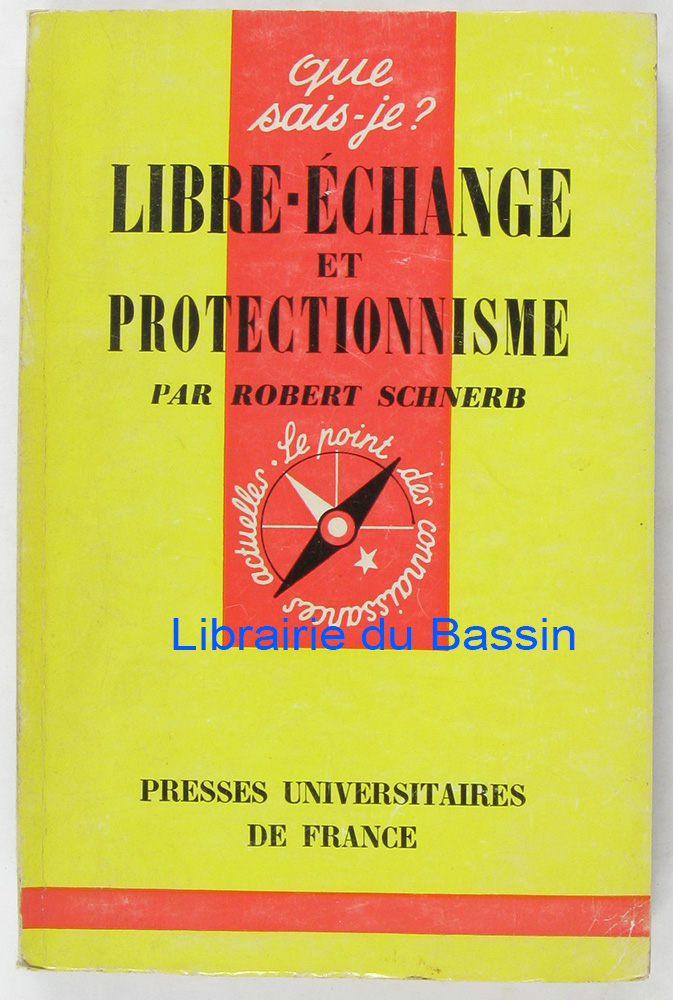 que
sais-je?
LIBRE-ÉCHANGE
ET
PROTECTIONNISME
PAR ROBERT SCHNERB
Le point des connaissances actuelles.
Librairie du Bassin
PRESSES UNIVERSITAIRES
DE FRANCE